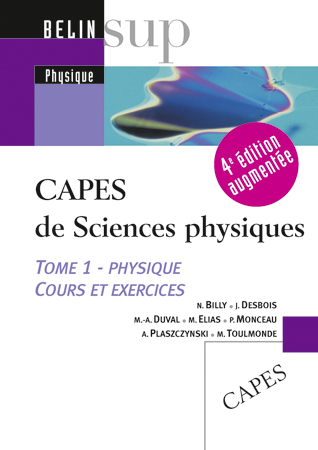 BELIN sup
Physique
4e édition
augmentée
CAPES
de Sciences physiques
TOME 1 - PHYSIQUE
COURS ET EXERCICES
N. BILLY • J. DESBOIS
M.-A. DUVAL • M. ELIAS • P. MONCEAU
A. PLASZCZYNSKI • M. TOULMONDE
CAPES